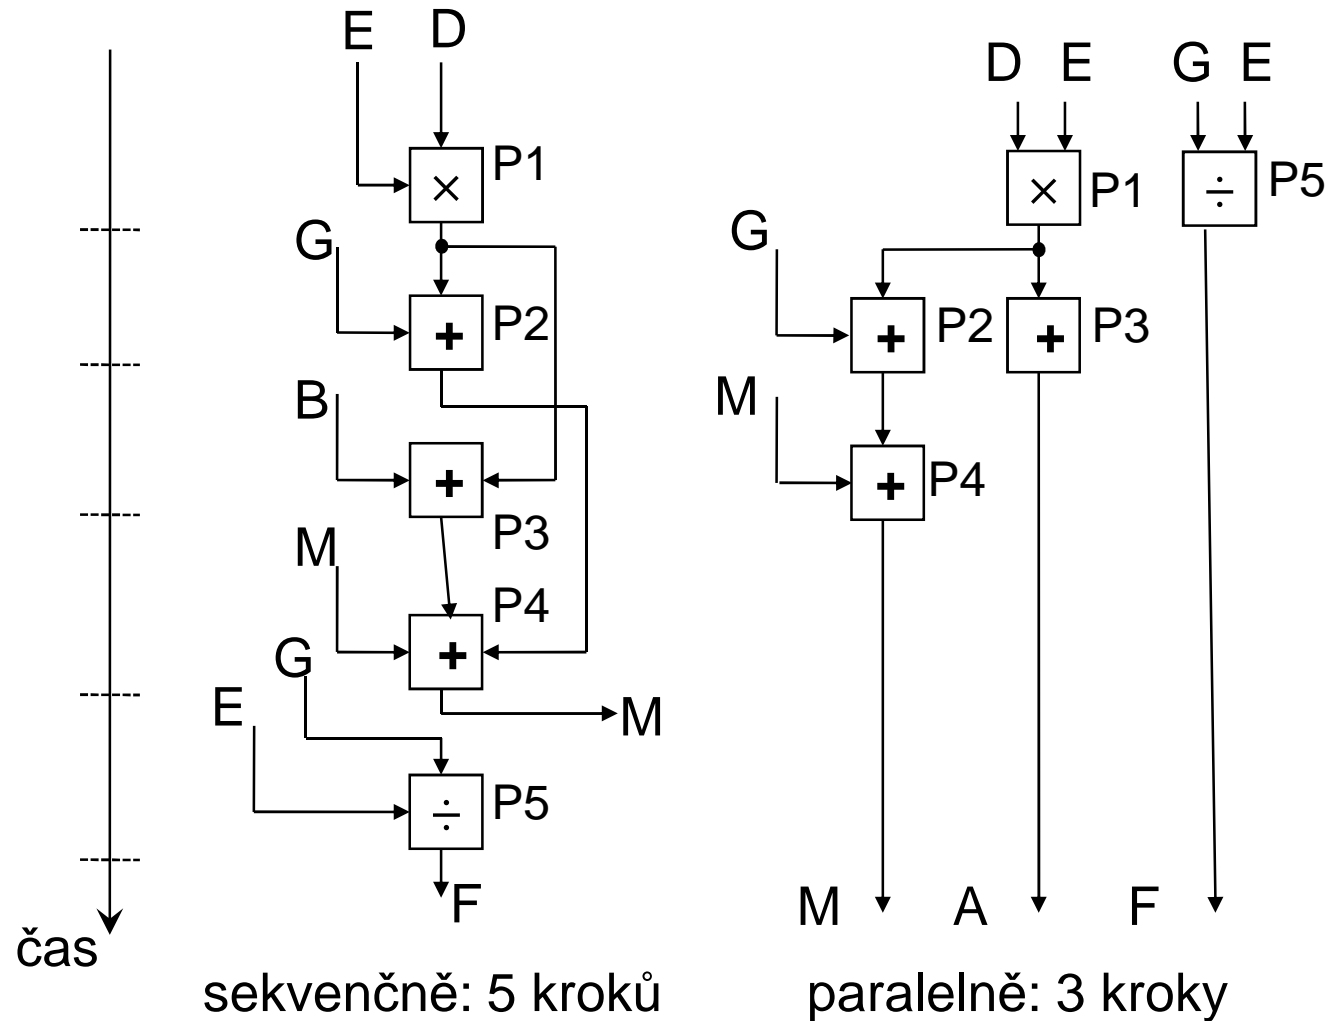 E D
× P1
G
+ P2
B
+
P3
M
P4
+
G
E
M
÷ P5
F
čas
sekvenčně: 5 kroků
D E G E
× P1 ÷ P5
G
+ P2 + P3
M
+ P4
M A F
paralelně: 3 kroky